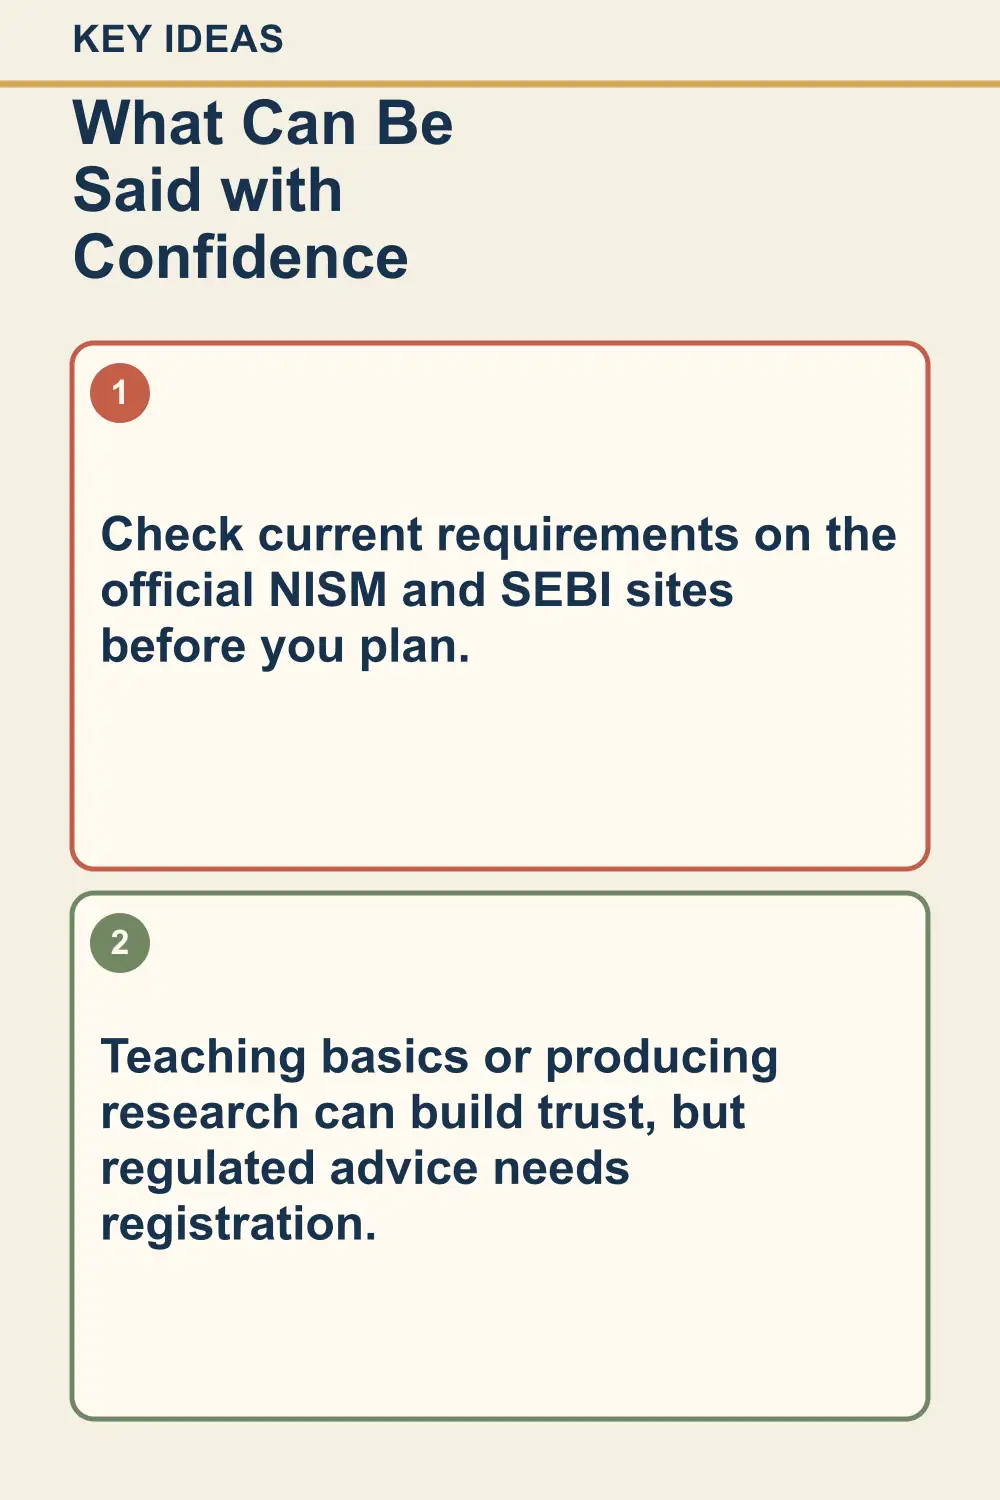 KEY IDEAS
What Can Be
Said with
Confidence
1
Check current requirements on the
official NISM and SEBI sites
before you plan.
2
Teaching basics or producing
research can build trust, but
regulated advice needs
registration.